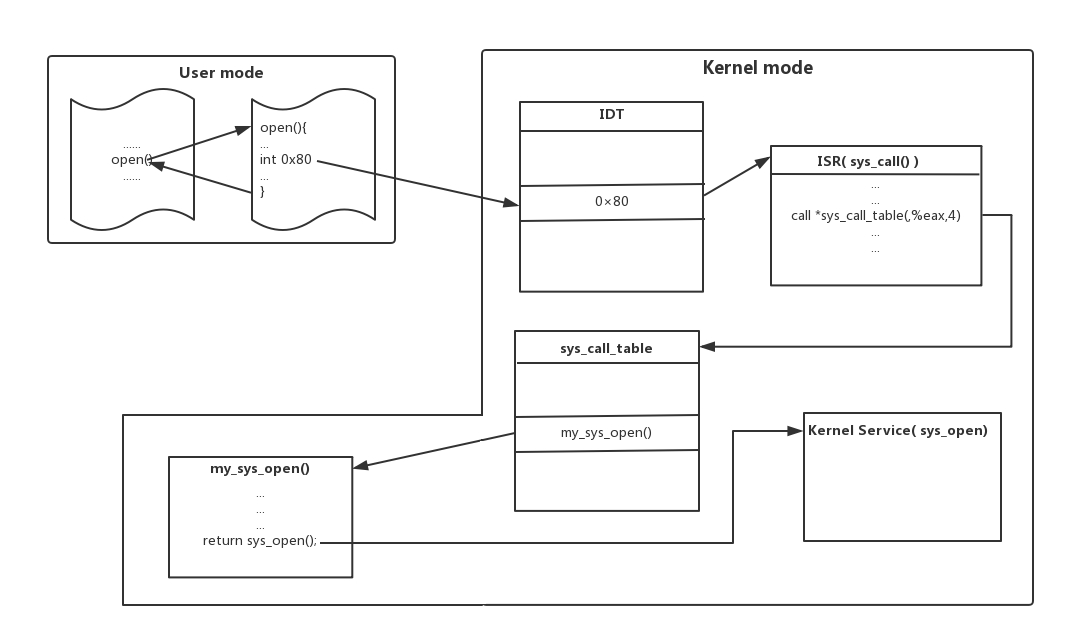 User mode
......
open()
......
open(){
...
int 0x80
...
}
Kernel mode
IDT
0×80
ISR( sys_call() )
...
...
call *sys_call_table(,%eax,4)
...
...
sys_call_table
my_sys_open()
my_sys_open()
...
...
...
return sys_open();
Kernel Service( sys_open)